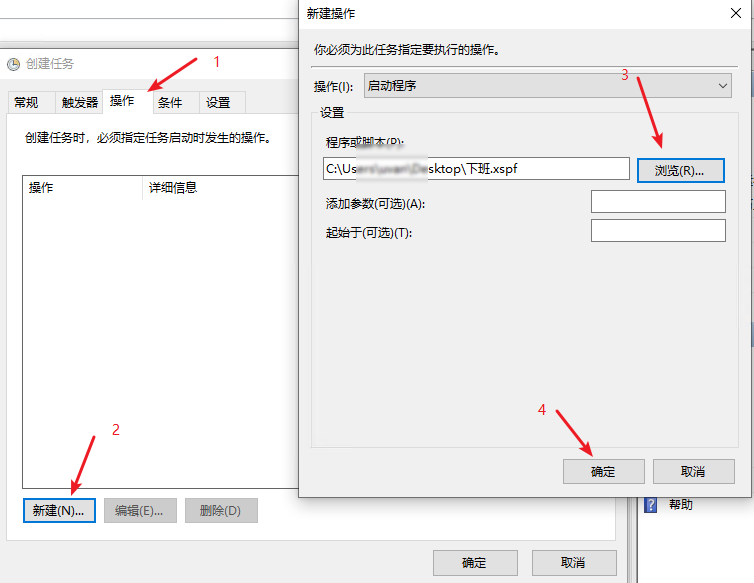 新建操作
你必须为此任务指定要执行的操作。
操作(I):
启动程序
设置
程序或脚本(P):
C:\Users\ Desktop\下班.xspf
浏览(R)...
添加参数(可选)(A):
起始于(可选)(T):
确定
取消
3
4
创建任务
1
常规
触发器
操作
条件
设置
创建任务时，必须指定任务启动时发生的操作。
操作
详细信息
2
新建(N)...
编辑(E)...
删除(D)
确定
取消
帮助